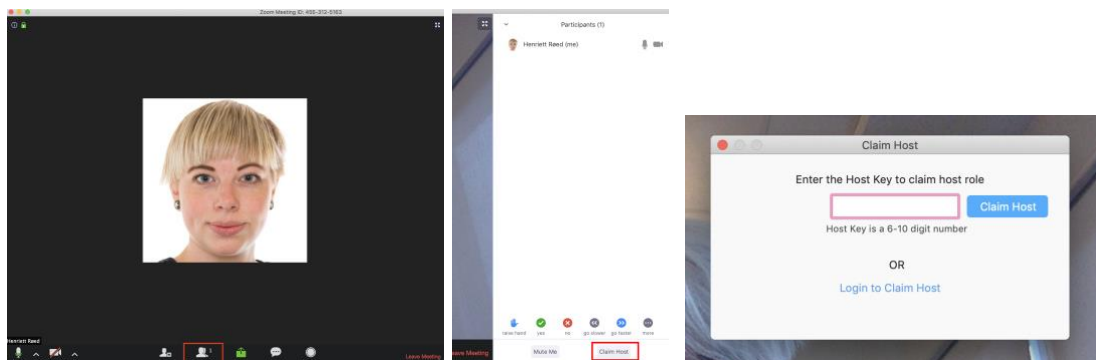 Zoom Meeting ID: 455-312-5163
Henriett Reed
1
Leave Meeting
Participants (1)
Henriett Reed (me)
raise hand yes no go slower go faster more
Leave Meeting
Mute Me Claim Host
Claim Host
Enter the Host Key to claim host role
Claim Host
Host Key is a 6-10 digit number
OR
Login to Claim Host